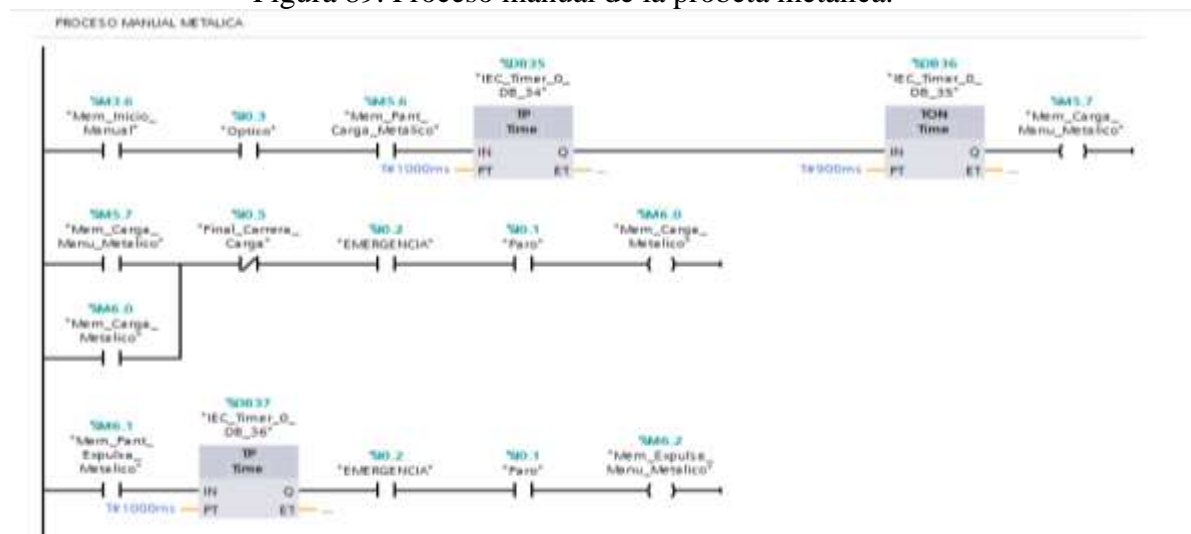 Figura 89. Proceso manual de la probeta metálica.
PROCESO MANUAL METALICA
%DB35
"IEC_Timer_0_
DB_34"
%DB36
"IEC_Timer_0_
DB_35"
%M3.6
"Mem_Inicio_
Manual"
%I0.3
"Optico"
%M5.6
"Mem_Pant_
Carga_Metalico"
TP
Time
TON
Time
%M5.7
"Mem_Carga_
Manu_Metalico"
IN Q
IN Q
T#1000ms PT ET ...
T#900ms PT ET ...
%M5.7
"Mem_Carga_
Manu_Metalico"
%I0.5
"Final_Carrera_
Carga"
%I0.2
"EMERGENCIA"
%I0.1
"Paro"
%M6.0
"Mem_Carga_
Metalico"
%M6.0
"Mem_Carga_
Metalico"
%DB37
"IEC_Timer_0_
DB_36"
%M6.1
"Mem_Pant_
Expulsa_
Metalico"
TP
Time
%I0.2
"EMERGENCIA"
%I0.1
"Paro"
%M6.2
"Mem_Expulsa_
Manu_Metalico"
IN Q
T#1000ms PT ET ...